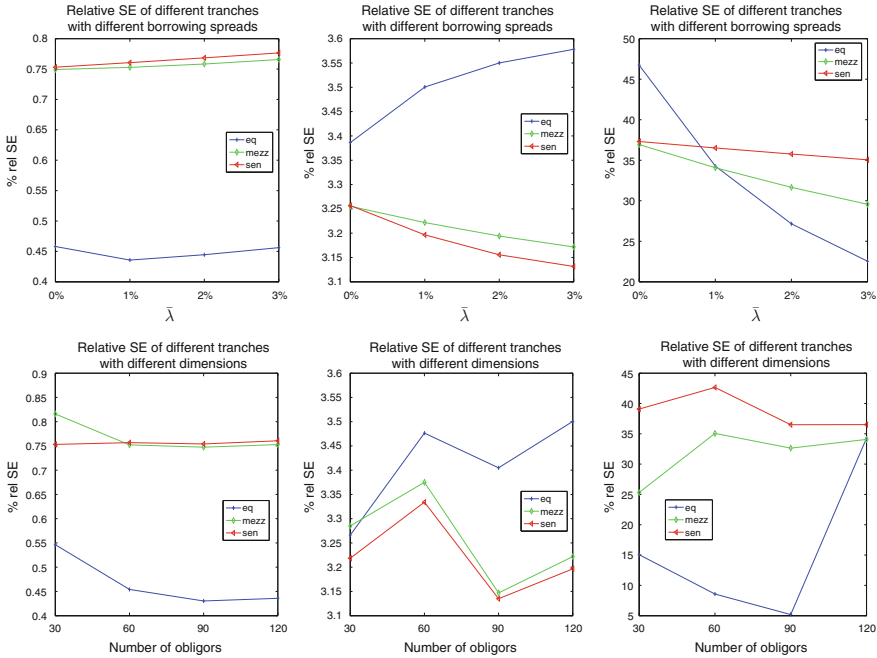 Relative SE of different tranches
with different borrowing spreads
% rel SE
0.8
0.75
0.7
0.65
0.6
0.55
0.5
0.45
0.4
0%
1%
2%
3%
λ̄
eq
mezz
sen
Relative SE of different tranches
with different borrowing spreads
% rel SE
3.6
3.55
3.5
3.45
3.4
3.35
3.3
3.25
3.2
3.15
3.1
0%
1%
2%
3%
λ̄
eq
mezz
sen
Relative SE of different tranches
with different borrowing spreads
% rel SE
50
45
40
35
30
25
20
0%
1%
2%
3%
λ̄
eq
mezz
sen
Relative SE of different tranches
with different dimensions
% rel SE
0.9
0.85
0.8
0.75
0.7
0.65
0.6
0.55
0.5
0.45
0.4
30
60
90
120
Number of obligors
eq
mezz
sen
Relative SE of different tranches
with different dimensions
% rel SE
3.6
3.55
3.5
3.45
3.4
3.35
3.3
3.25
3.2
3.15
3.1
30
60
90
120
Number of obligors
eq
mezz
sen
Relative SE of different tranches
with different dimensions
% rel SE
45
40
35
30
25
20
15
10
5
30
60
90
120
Number of obligors
eq
mezz
sen